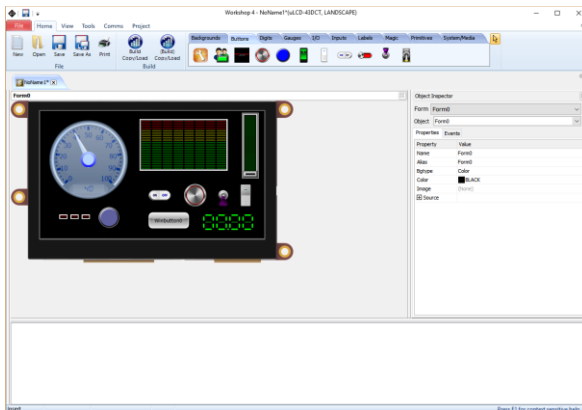 Workshop 4 - NoName1*(uLCD-43DCT, LANDSCAPE)
File Home View Tools Comms Project
New Open Save Save As Print
Build Copy/Load (Build) Copy/Load
File Build
Backgrounds Buttons Digits Gauges I/O Inputs Labels Magic Primitives System/Media
NoName1* [x]
Form0
Object Inspector
Form Form0
Object Form0
Properties Events
Property Value
Name Form0
Alias Form0
Bgtype Color
Color BLACK
Image (None)
Source
Winbutton0
Insert
Press F1 for context sensitive help